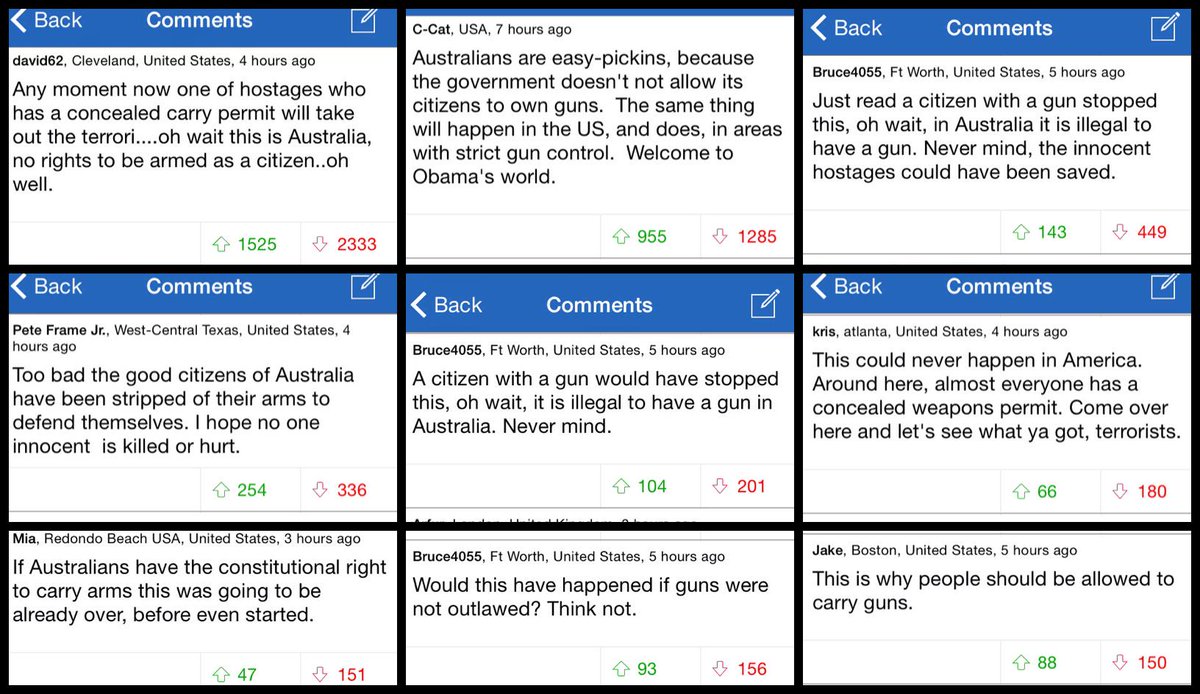 Back Comments
david62, Cleveland, United States, 4 hours ago
Any moment now one of hostages who
has a concealed carry permit will take
out the terrori....oh wait this is Australia,
no rights to be armed as a citizen..oh
well.
1525 2333
C-Cat, USA, 7 hours ago
Australians are easy-pickins, because
the government doesn't not allow its
citizens to own guns. The same thing
will happen in the US, and does, in areas
with strict gun control. Welcome to
Obama's world.
955 1285
Back Comments
Bruce4055, Ft Worth, United States, 5 hours ago
Just read a citizen with a gun stopped
this, oh wait, in Australia it is illegal to
have a gun. Never mind, the innocent
hostages could have been saved.
143 449
Back Comments
Pete Frame Jr., West-Central Texas, United States, 4
hours ago
Too bad the good citizens of Australia
have been stripped of their arms to
defend themselves. I hope no one
innocent is killed or hurt.
254 336
Back Comments
Bruce4055, Ft Worth, United States, 5 hours ago
A citizen with a gun would have stopped
this, oh wait, it is illegal to have a gun in
Australia. Never mind.
104 201
Back Comments
kris, atlanta, United States, 4 hours ago
This could never happen in America.
Around here, almost everyone has a
concealed weapons permit. Come over
here and let's see what ya got, terrorists.
66 180
Mia, Redondo Beach USA, United States, 3 hours ago
If Australians have the constitutional right
to carry arms this was going to be
already over, before even started.
47 151
Bruce4055, Ft Worth, United States, 5 hours ago
Would this have happened if guns were
not outlawed? Think not.
93 156
Jake, Boston, United States, 5 hours ago
This is why people should be allowed to
carry guns.
88 150